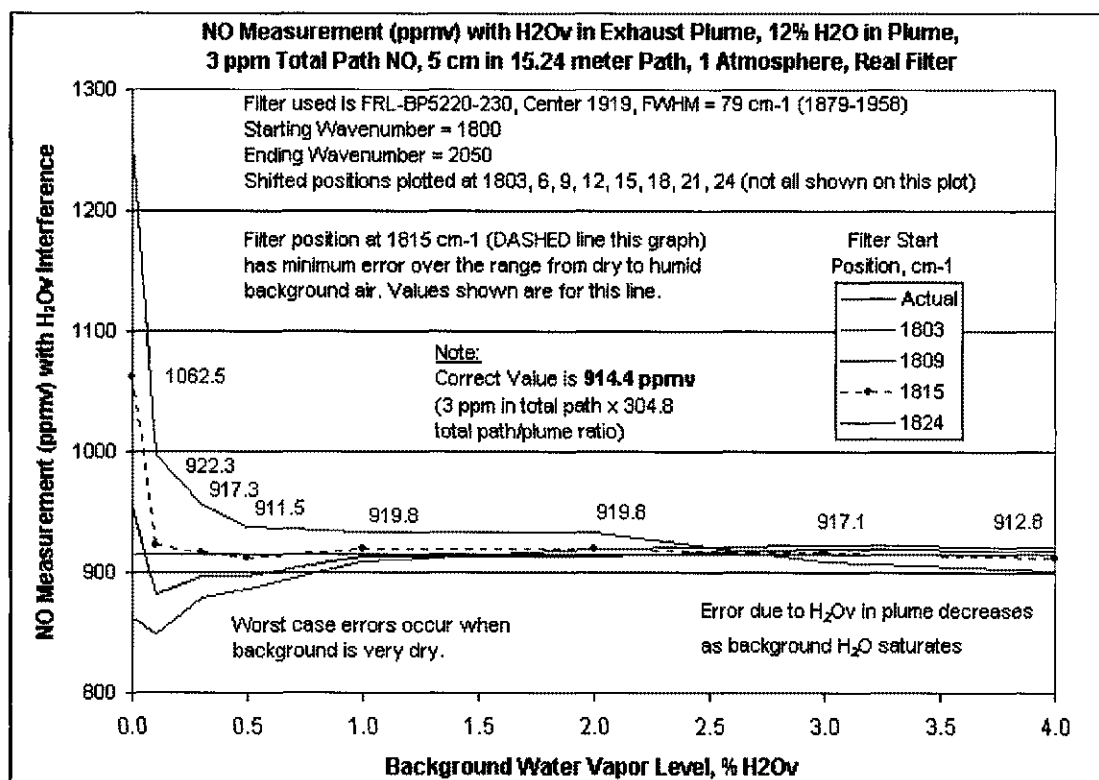 NO Measurement (ppmv) with H2Ov in Exhaust Plume, 12% H2O in Plume,
3 ppm Total Path NO, 5 cm in 15.24 meter Path, 1 Atmosphere, Real Filter
Filter used is FRL-BP5220-230, Center 1919, FWHM = 79 cm-1 (1879-1958)
Starting Wavenumber = 1800
Ending Wavenumber = 2050
Shifted positions plotted at 1803, 6, 9, 12, 15, 18, 21, 24 (not all shown on this plot)
Filter position at 1815 cm-1 (DASHED line this graph)
has minimum error over the range from dry to humid
background air. Values shown are for this line.
Filter Start
Position, cm-1
Actual
1803
1809
1815
1824
Note:
Correct Value is 914.4 ppmv
(3 ppm in total path x 304.8
total path/plume ratio)
1062.5
922.3
917.3
911.5
919.8
919.8
917.1
912.8
Worst case errors occur when
background is very dry.
Error due to H₂Ov in plume decreases
as background H₂O saturates
NO Measurement (ppmv) with H₂Ov Interference
1300
1200
1100
1000
900
800
0.0 0.5 1.0 1.5 2.0 2.5 3.0 3.5 4.0
Background Water Vapor Level, % H2Ov